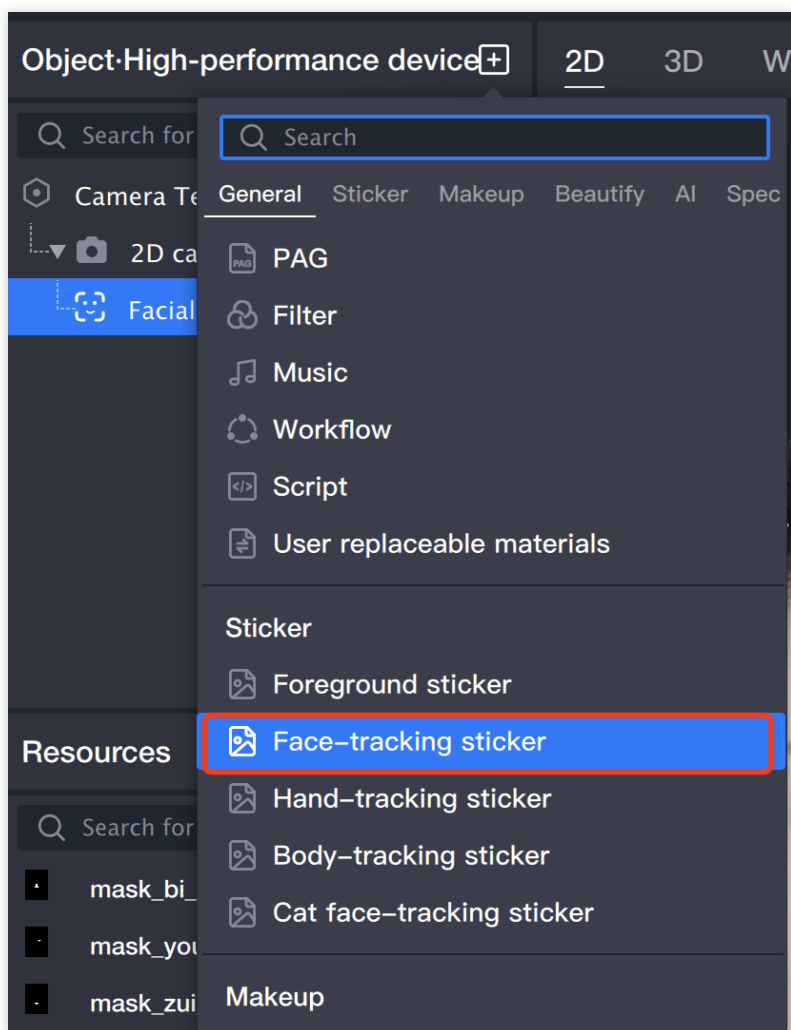 Object·High-performance device
2D
3D
W
Search for
Search
Camera Te
General
Sticker
Makeup
Beautify
AI
Spec
2D ca
PAG
PAG
Facial
Filter
Music
Workflow
Script
User replaceable materials
Sticker
Foreground sticker
Resources
Face-tracking sticker
Hand-tracking sticker
Search for
Body-tracking sticker
mask_bi_
Cat face-tracking sticker
mask_you
mask_zui
Makeup